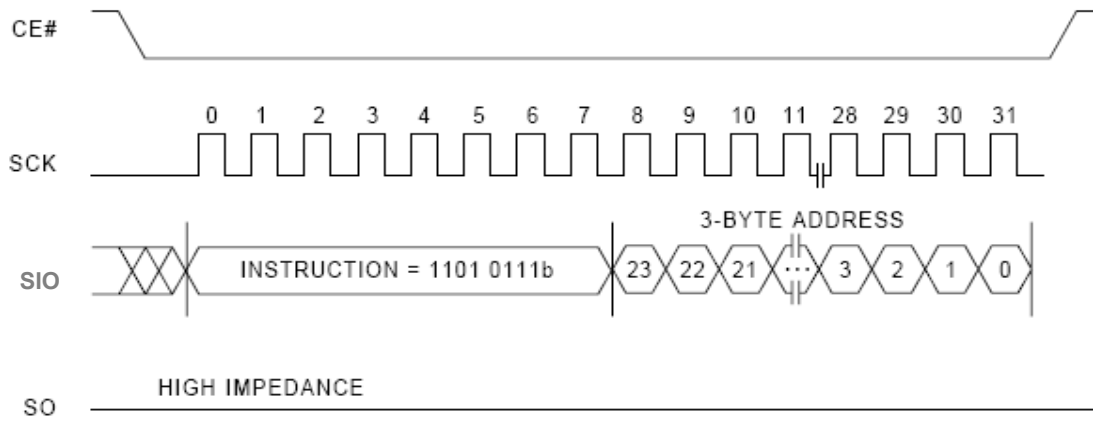 CE#
0 1 2 3 4 5 6 7 8 9 10 11 28 29 30 31
SCK
3-BYTE ADDRESS
SIO INSTRUCTION = 1101 0111b 23 22 21 ... 3 2 1 0
HIGH IMPEDANCE
SO